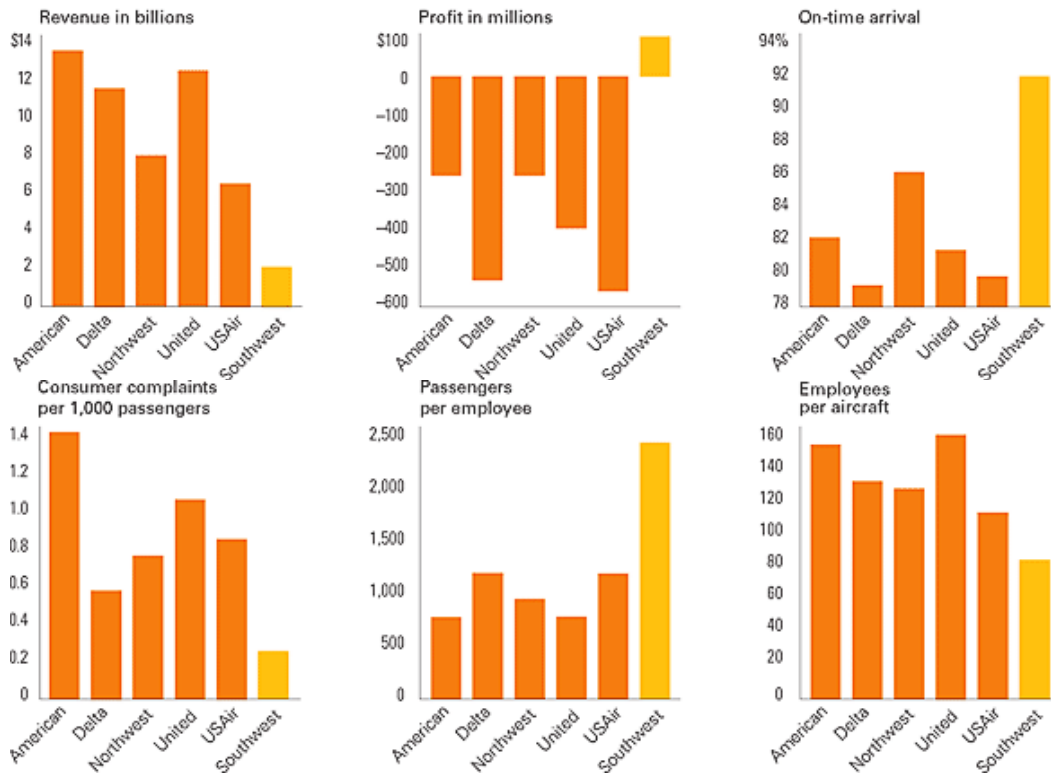 Revenue in billions
$14
12
10
8
6
4
2
0
American
Delta
Northwest
United
USAir
Southwest
Profit in millions
$100
0
–100
–200
–300
–400
–500
–600
American
Delta
Northwest
United
USAir
Southwest
On-time arrival
94%
92
90
88
86
84
82
80
78
American
Delta
Northwest
United
USAir
Southwest
Consumer complaints
per 1,000 passengers
1.4
1.2
1.0
0.8
0.6
0.4
0.2
0
American
Delta
Northwest
United
USAir
Southwest
Passengers
per employee
2,500
2,000
1,500
1,000
500
0
American
Delta
Northwest
United
USAir
Southwest
Employees
per aircraft
160
140
120
100
80
60
40
20
0
American
Delta
Northwest
United
USAir
Southwest